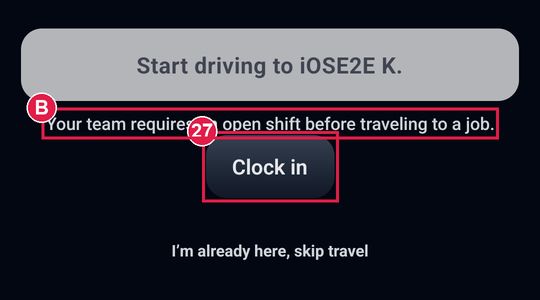 Start driving to iOSE2E K.
B
Your team requires an open shift before traveling to a job.
27
Clock in
I'm already here, skip travel